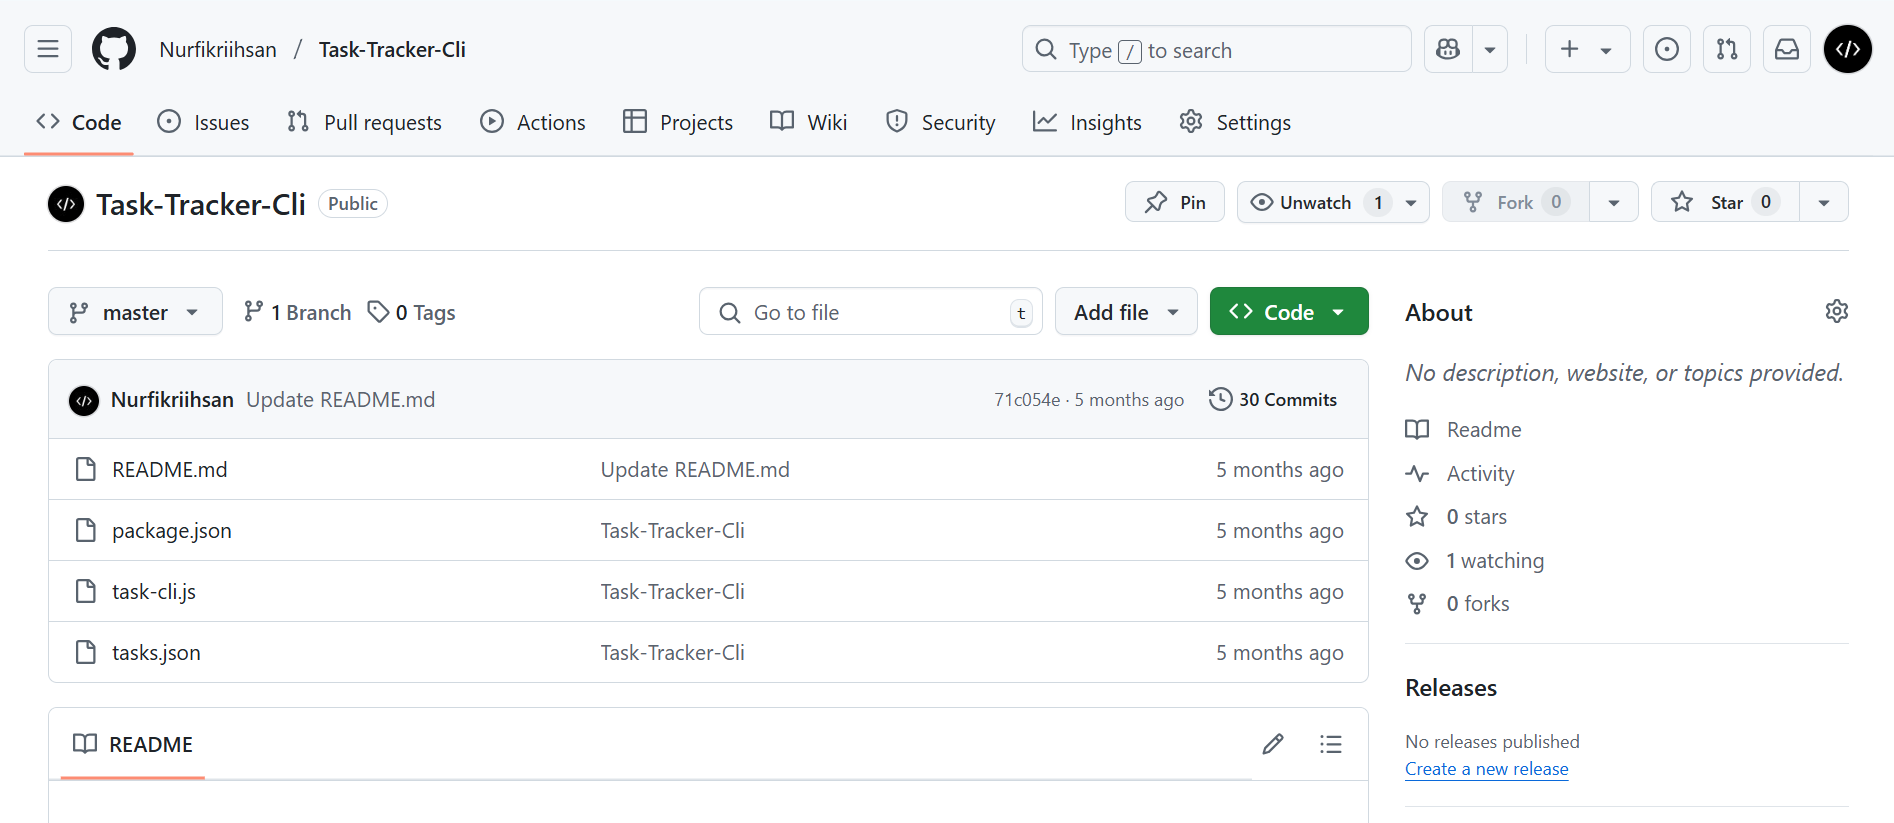 Nurfikriihsan / Task-Tracker-Cli
Type / to search
Code Issues Pull requests Actions Projects Wiki Security Insights Settings
Task-Tracker-Cli Public
Pin Unwatch 1 Fork 0 Star 0
master 1 Branch 0 Tags
Go to file t Add file Code
Nurfikriihsan Update README.md 71c054e · 5 months ago 30 Commits
README.md Update README.md 5 months ago
package.json Task-Tracker-Cli 5 months ago
task-cli.js Task-Tracker-Cli 5 months ago
tasks.json Task-Tracker-Cli 5 months ago
README
About
No description, website, or topics provided.
Readme
Activity
0 stars
1 watching
0 forks
Releases
No releases published
Create a new release